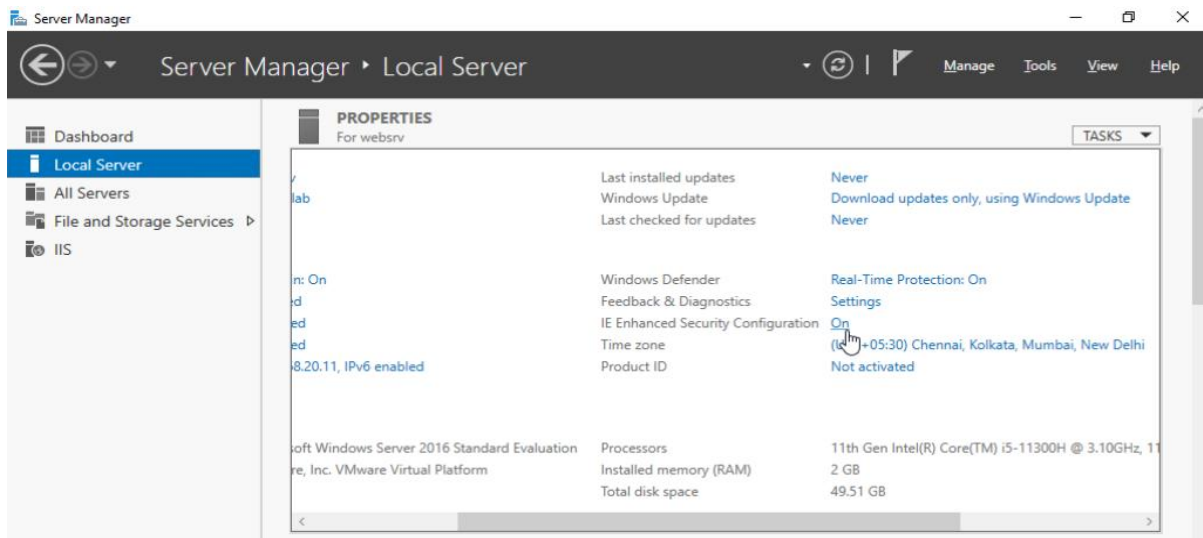 Server Manager
Server Manager ‣ Local Server
Manage Tools View Help
Dashboard
Local Server
All Servers
File and Storage Services
IIS
PROPERTIES
For websrv
TASKS
lab
Last installed updates Never
Windows Update Download updates only, using Windows Update
Last checked for updates Never
n: On Windows Defender Real-Time Protection: On
ed Feedback & Diagnostics Settings
ed IE Enhanced Security Configuration On
ed Time zone +05:30) Chennai, Kolkata, Mumbai, New Delhi
8.20.11, IPv6 enabled Product ID Not activated
soft Windows Server 2016 Standard Evaluation Processors 11th Gen Intel(R) Core(TM) i5-11300H @ 3.10GHz, 11
re, Inc. VMware Virtual Platform Installed memory (RAM) 2 GB
Total disk space 49.51 GB